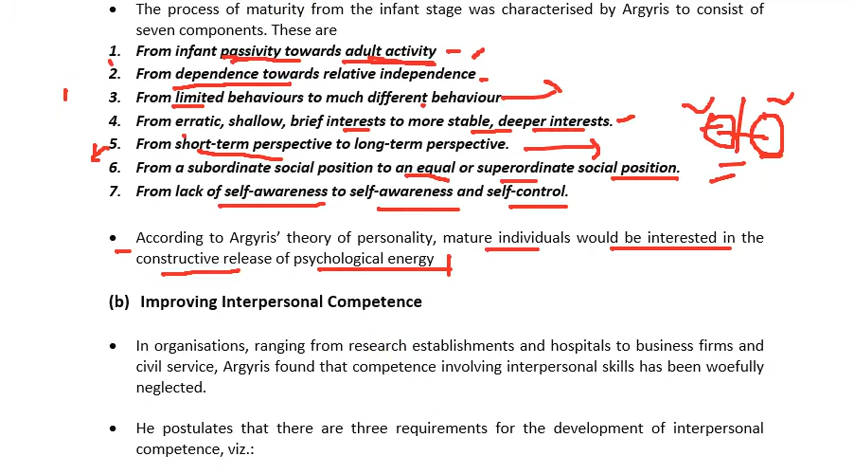 • The process of maturity from the infant stage was characterised by Argyris to consist of
seven components. These are
1. From infant passivity towards adult activity
2. From dependence towards relative independence
3. From limited behaviours to much different behaviour
4. From erratic, shallow, brief interests to more stable, deeper interests.
5. From short-term perspective to long-term perspective.
6. From a subordinate social position to an equal or superordinate social position.
7. From lack of self-awareness to self-awareness and self-control.
• According to Argyris' theory of personality, mature individuals would be interested in the
constructive release of psychological energy
(b) Improving Interpersonal Competence
• In organisations, ranging from research establishments and hospitals to business firms and
civil service, Argyris found that competence involving interpersonal skills has been woefully
neglected.
• He postulates that there are three requirements for the development of interpersonal
competence, viz.: